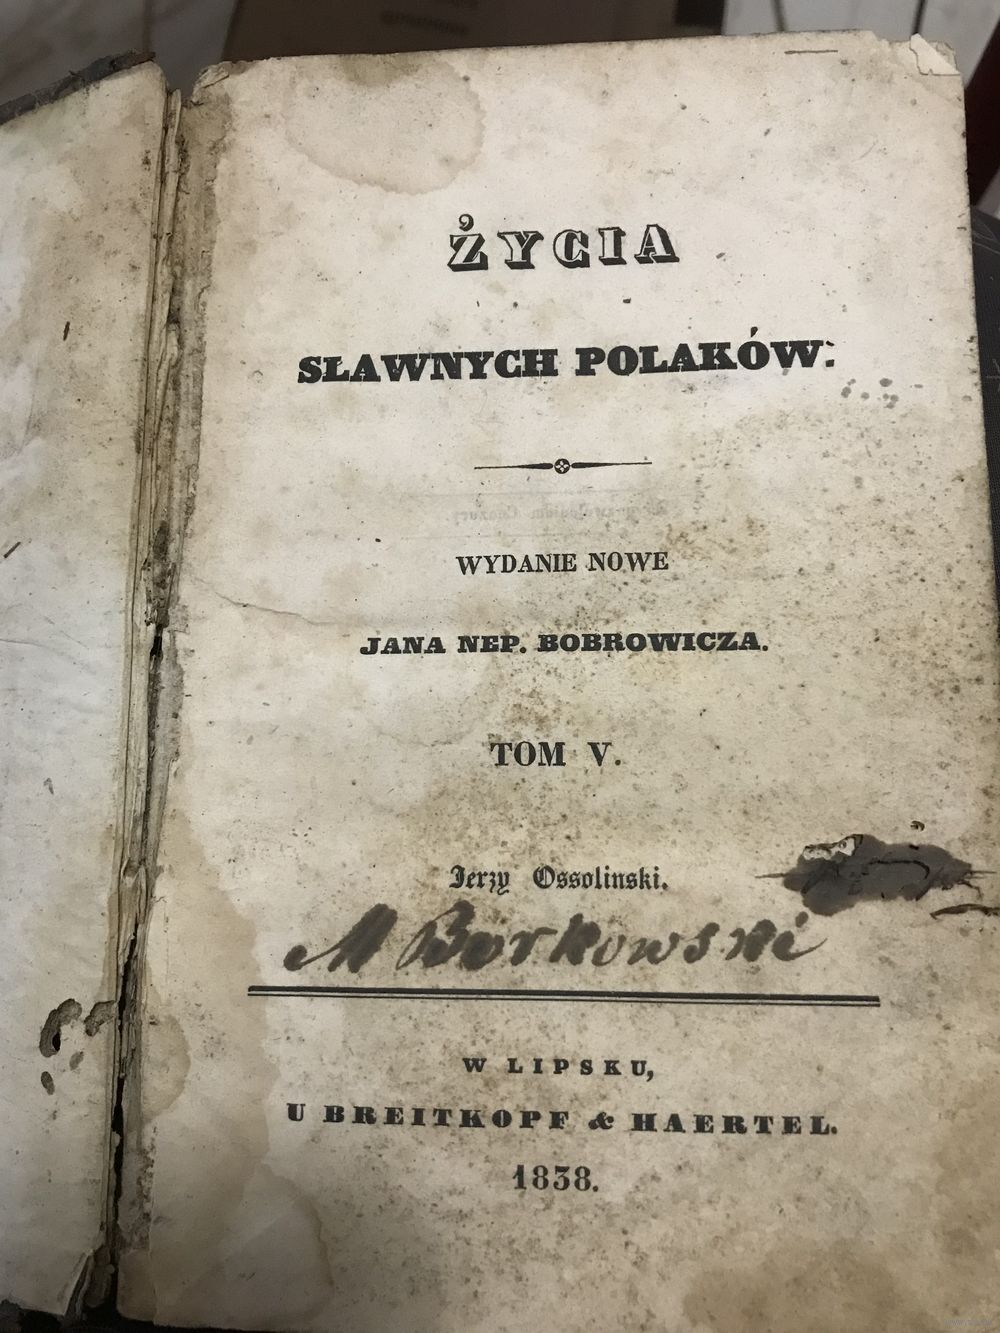 ŻYCIA
SŁAWNYCH POLAKÓW.
WYDANIE NOWE
JANA NEP. BOBROWICZA.
TOM V.
Jerzy Ossolinski.
M Borkowski
W LIPSKU,
U BREITKOPF & HAERTEL.
1838.